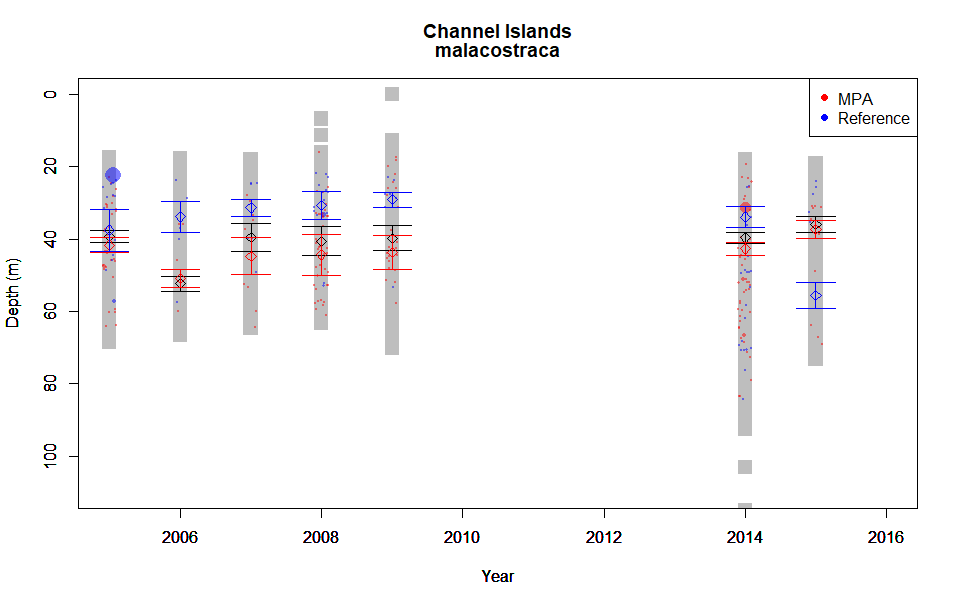 Channel Islands
malacostraca
MPA
Reference
Depth (m)
0
20
40
60
80
100
2006
2008
2010
2012
2014
2016
Year